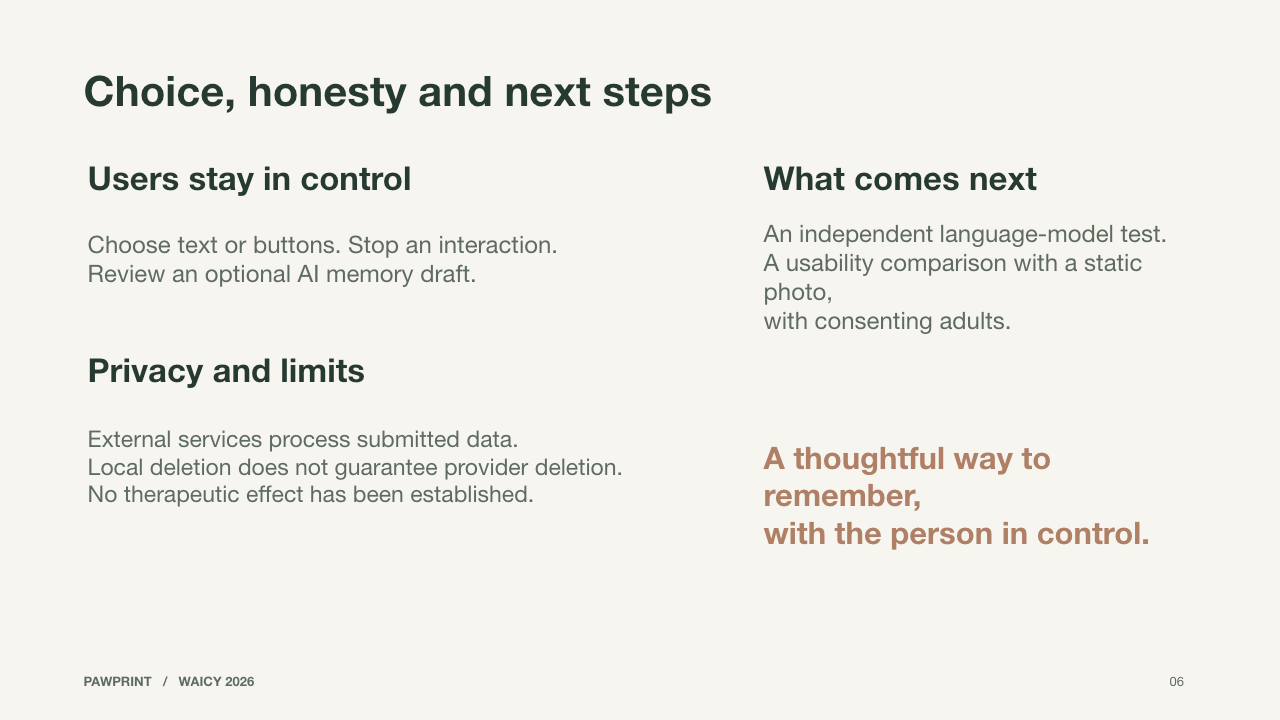 Choice, honesty and next steps
Users stay in control
Choose text or buttons. Stop an interaction.
Review an optional AI memory draft.
Privacy and limits
External services process submitted data.
Local deletion does not guarantee provider deletion.
No therapeutic effect has been established.
What comes next
An independent language-model test.
A usability comparison with a static
photo,
with consenting adults.
A thoughtful way to
remember,
with the person in control.
PAWPRINT / WAICY 2026
06